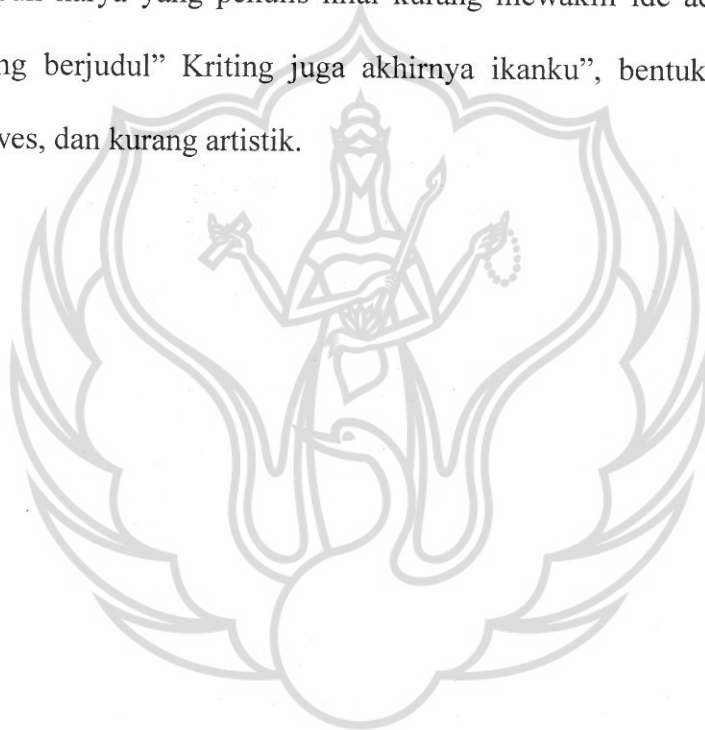 karya yang penulis nilai kurang mewakili ide
ng berjudul” Kriting juga akhirnya ikanku”, bentuk
ves, dan kurang artistik.